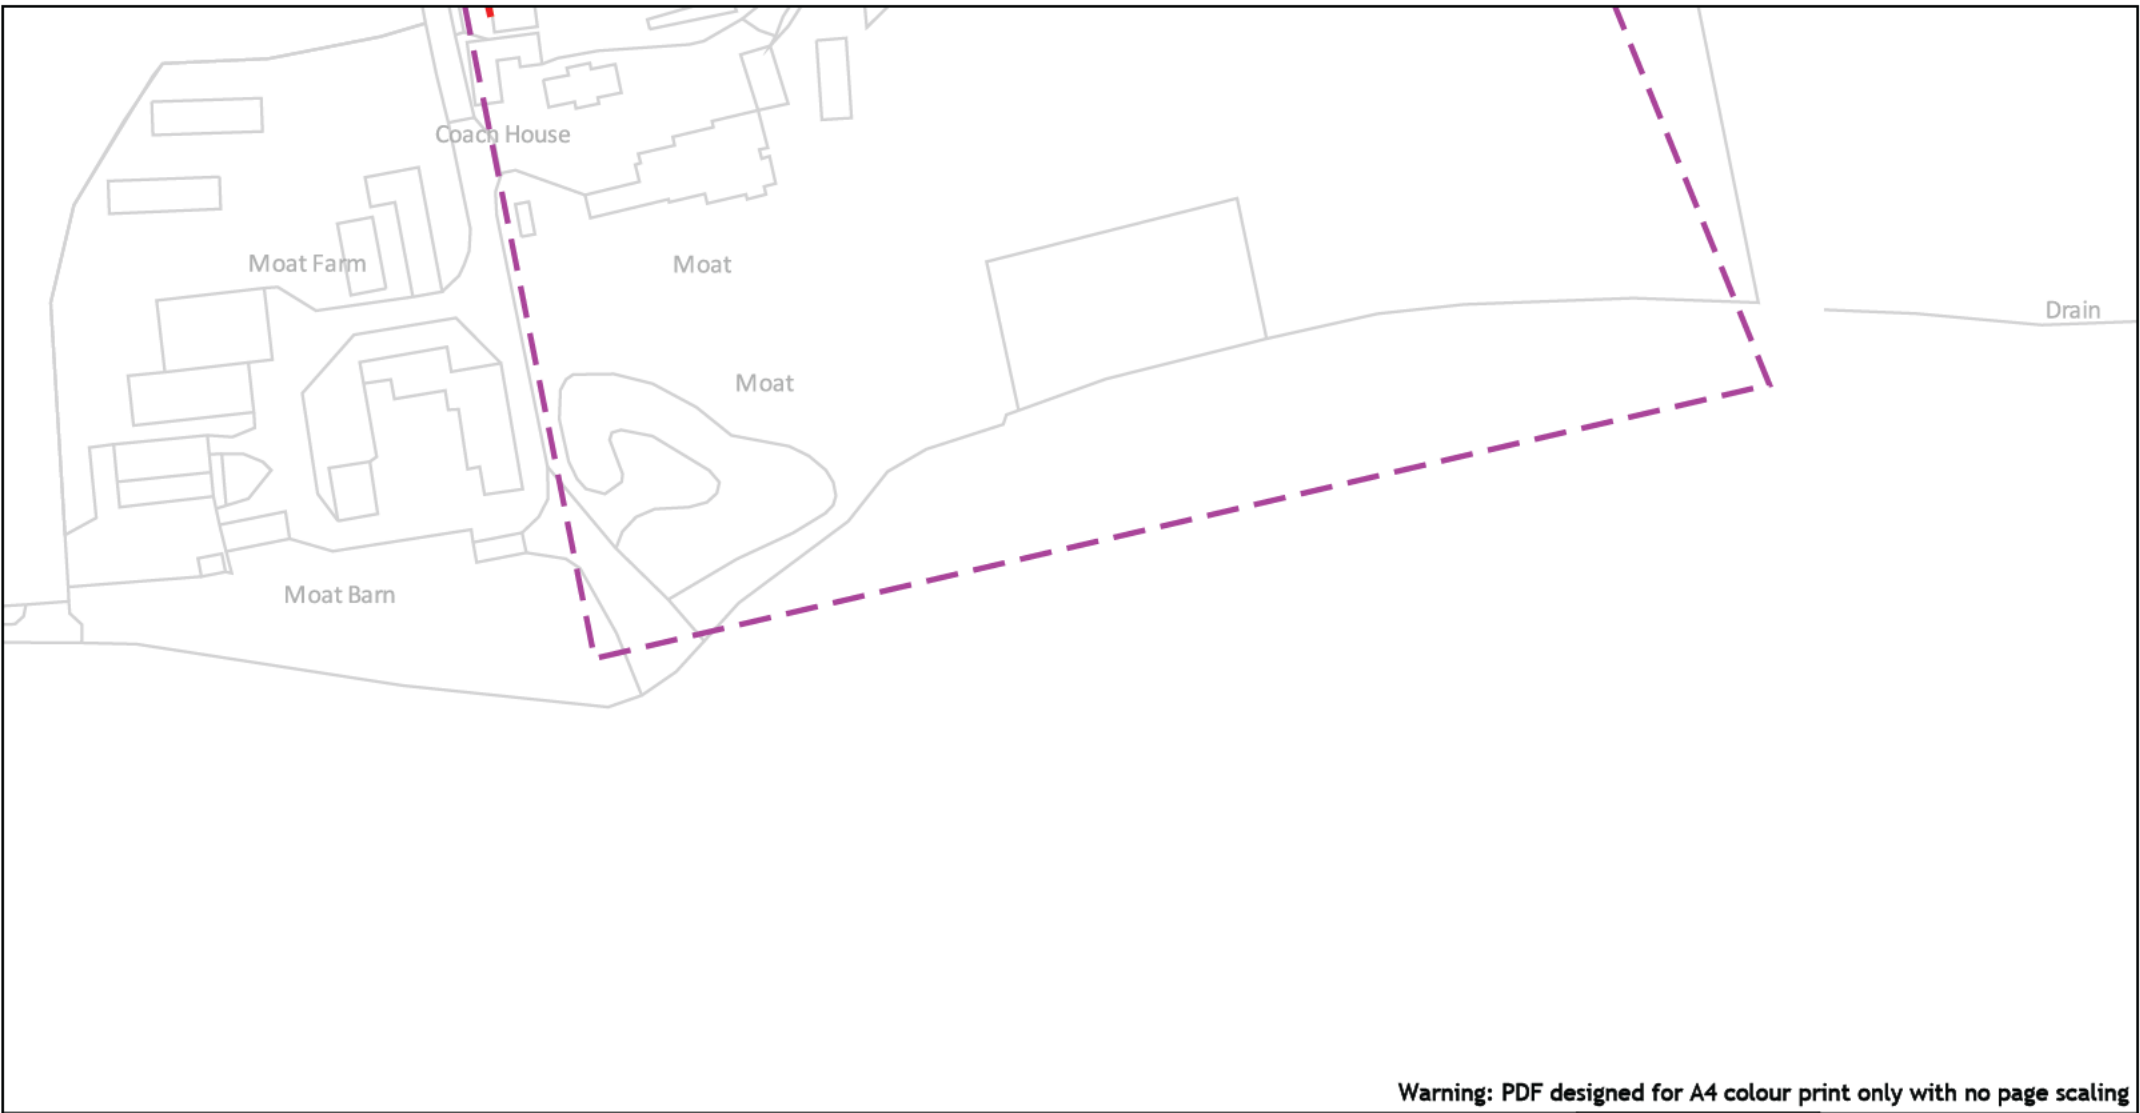 Coach House
Moat Farm
Moat
Drain
Moat
Moat Barn
Warning: PDF designed for A4 colour print only with no page scaling